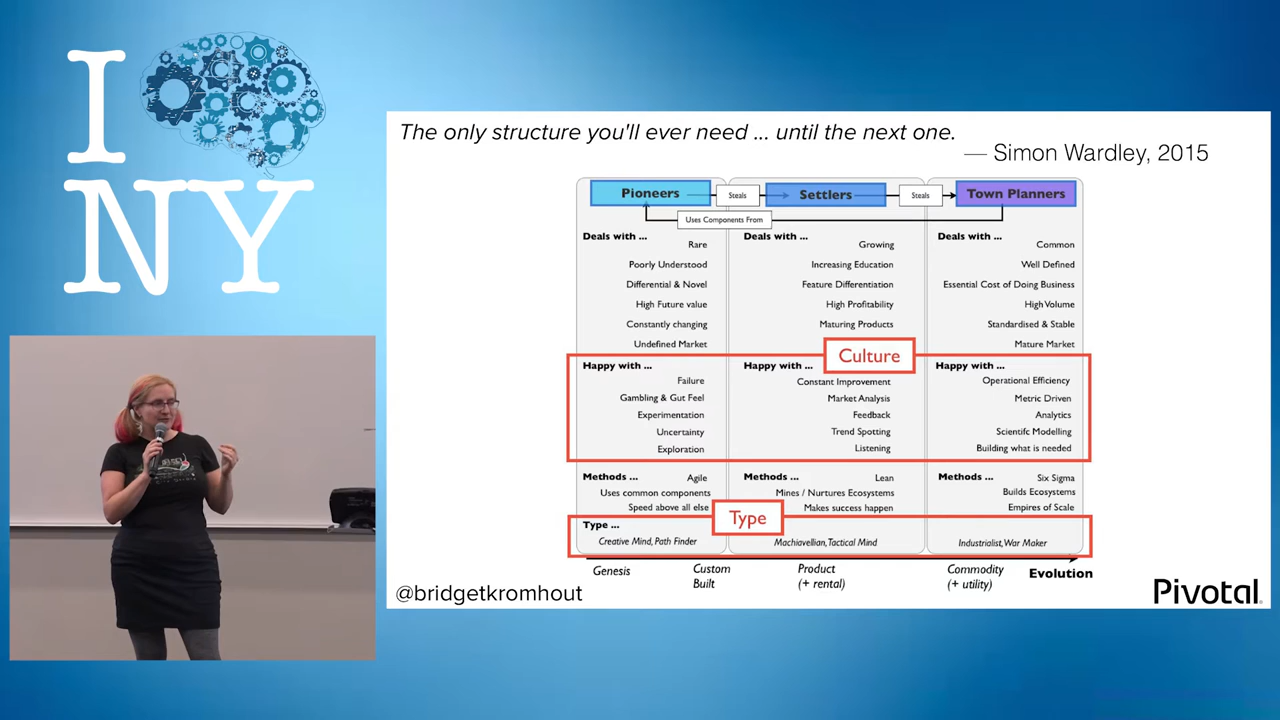 I
NY
The only structure you'll ever need ... until the next one.
— Simon Wardley, 2015
Pioneers Steals Settlers Steals Town Planners
Uses Components From
Deals with ...
Rare
Poorly Understood
Differential & Novel
High Future value
Constantly changing
Undefined Market
Deals with ...
Growing
Increasing Education
Feature Differentiation
High Profitability
Maturing Products
Deals with ...
Common
Well Defined
Essential Cost of Doing Business
High Volume
Standardised & Stable
Mature Market
Culture
Happy with ...
Failure
Gambling & Gut Feel
Experimentation
Uncertainty
Exploration
Happy with ...
Constant Improvement
Market Analysis
Feedback
Trend Spotting
Listening
Happy with ...
Operational Efficiency
Metric Driven
Analytics
Scientifc Modelling
Building what is needed
Methods ... Agile
Uses common components
Speed above all else
Methods ... Lean
Mines / Nurtures Ecosystems
Makes success happen
Methods ... Six Sigma
Builds Ecosystems
Empires of Scale
Type
Type ...
Creative Mind, Path Finder
Machiavellian, Tactical Mind
Industrialist, War Maker
Genesis
Custom
Built
Product
(+ rental)
Commodity
(+ utility)
Evolution
@bridgetkromhout
Pivotal.